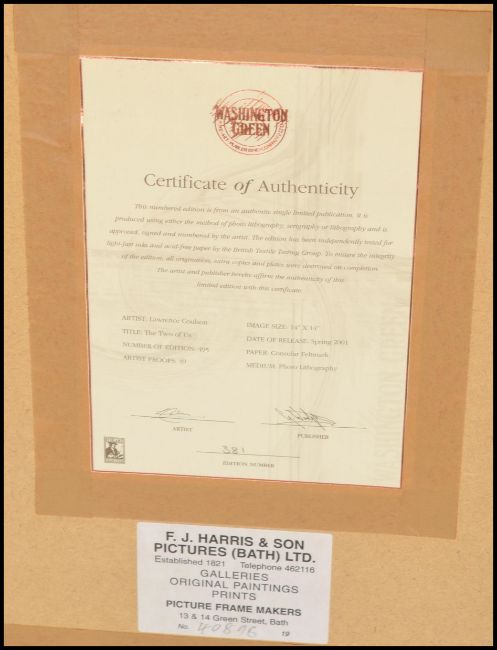 WASHINGTON
GREEN
Certificate of Authenticity
This numbered edition is from an authentic single limited publication, it is
produced using either the method of photo lithography, serigraphy or lithography and is
approved, signed and numbered by the artist. The edition has been independently tested for
light-fast inks and acid-free paper by the British Textile Testing Group. To ensure the integrity
of the edition, all origination, extra copies and plates were destroyed on completion.
The artist and publisher hereby affirm the authenticity of this
limited edition with this certificate
ARTIST: Lawrence Coulson
TITLE: The Two of Us
NUMBER OF EDITION: 495
ARTIST PROOFS: 49
IMAGE SIZE: 14" X 14"
DATE OF RELEASE: Spring 2001
PAPER: Consolar Feltmark
MEDIUM: Photo Lithography
ARTIST
PUBLISHER
381
EDITION NUMBER
F. J. HARRIS & SON
PICTURES (BATH) LTD.
Established 1821 Telephone 462116
GALLERIES
ORIGINAL PAINTINGS
PRINTS
PICTURE FRAME MAKERS
13 & 14 Green Street, Bath
No. 40876 19